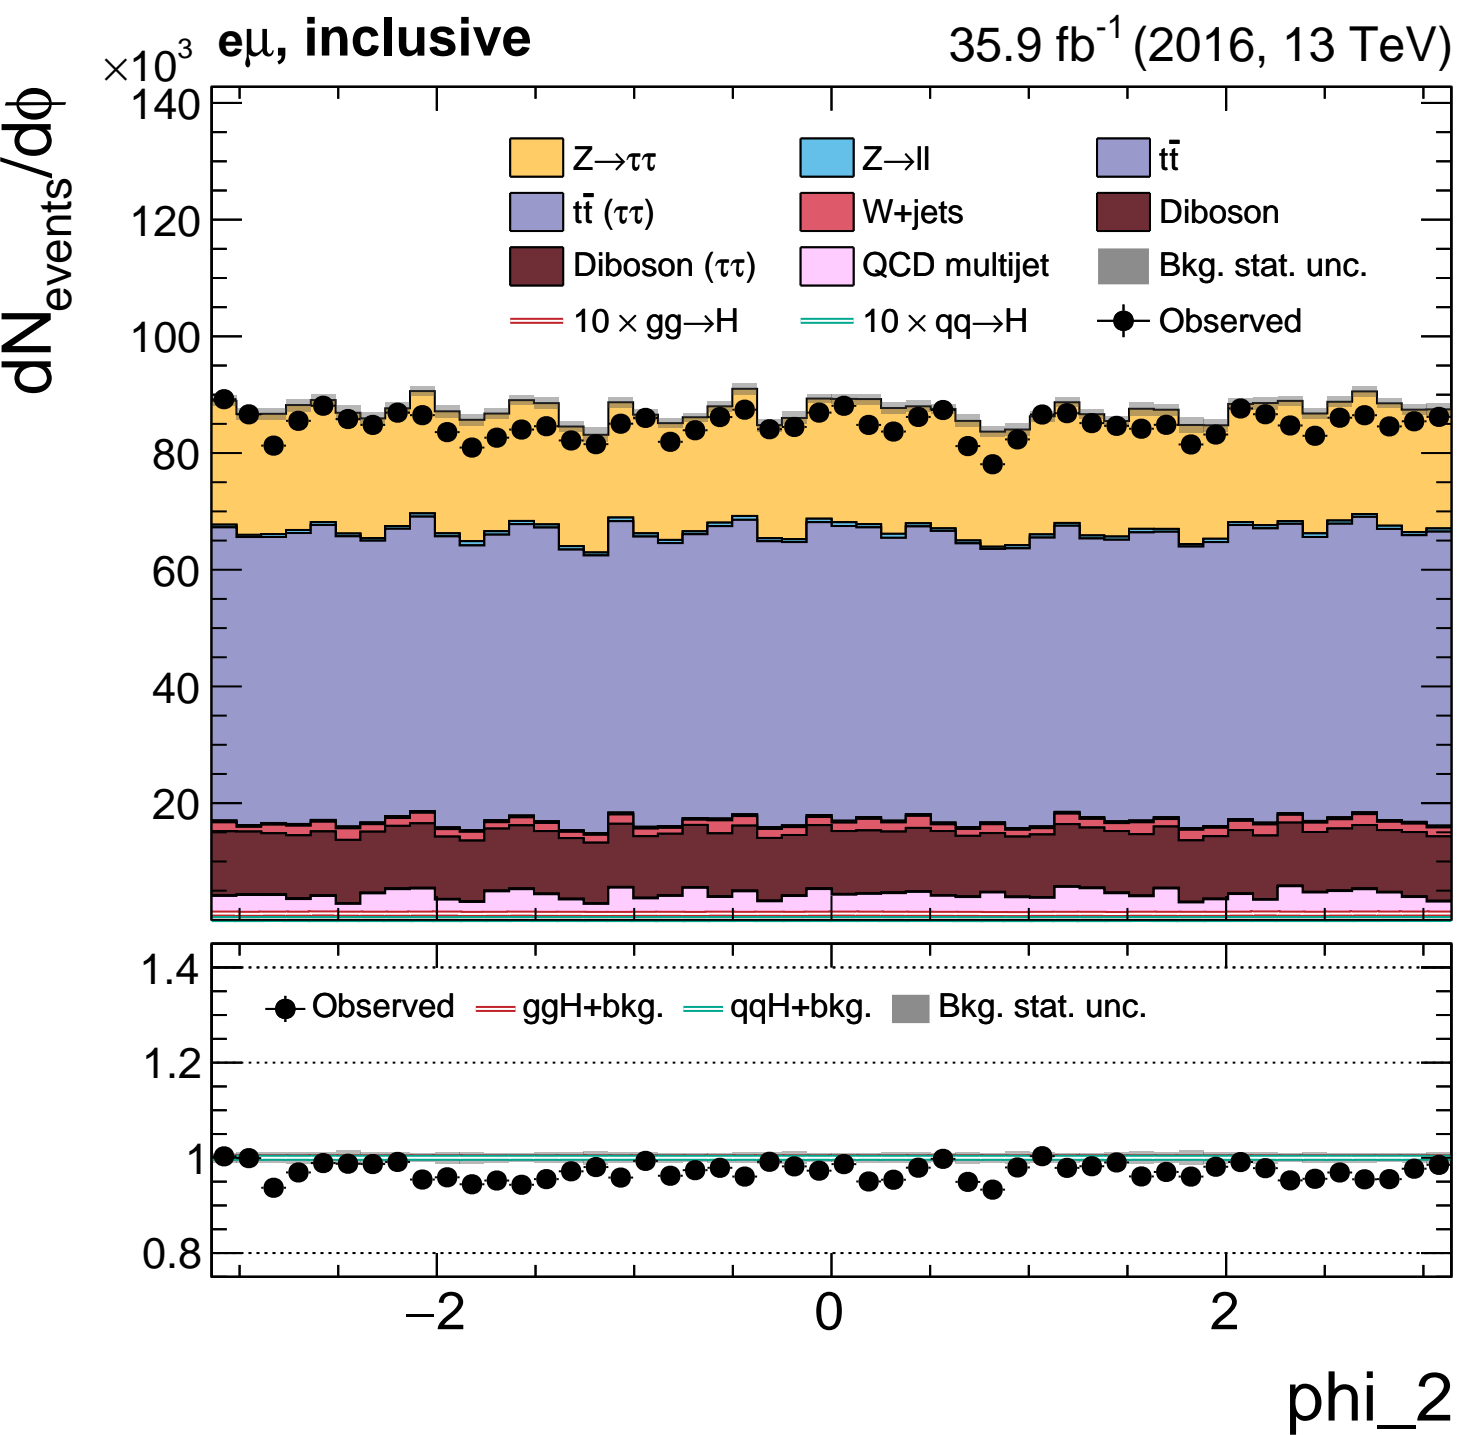 eμ, inclusive 35.9 fb⁻¹ (2016, 13 TeV)
×10³
dN_events/dϕ
140
120
100
80
60
40
20
Z→ττ Z→ll tt̄
tt̄ (ττ) W+jets Diboson
Diboson (ττ) QCD multijet Bkg. stat. unc.
10 × gg→H 10 × qq→H Observed
1.4
Observed ggH+bkg. qqH+bkg. Bkg. stat. unc.
1.2
1
0.8
−2 0 2
phi_2